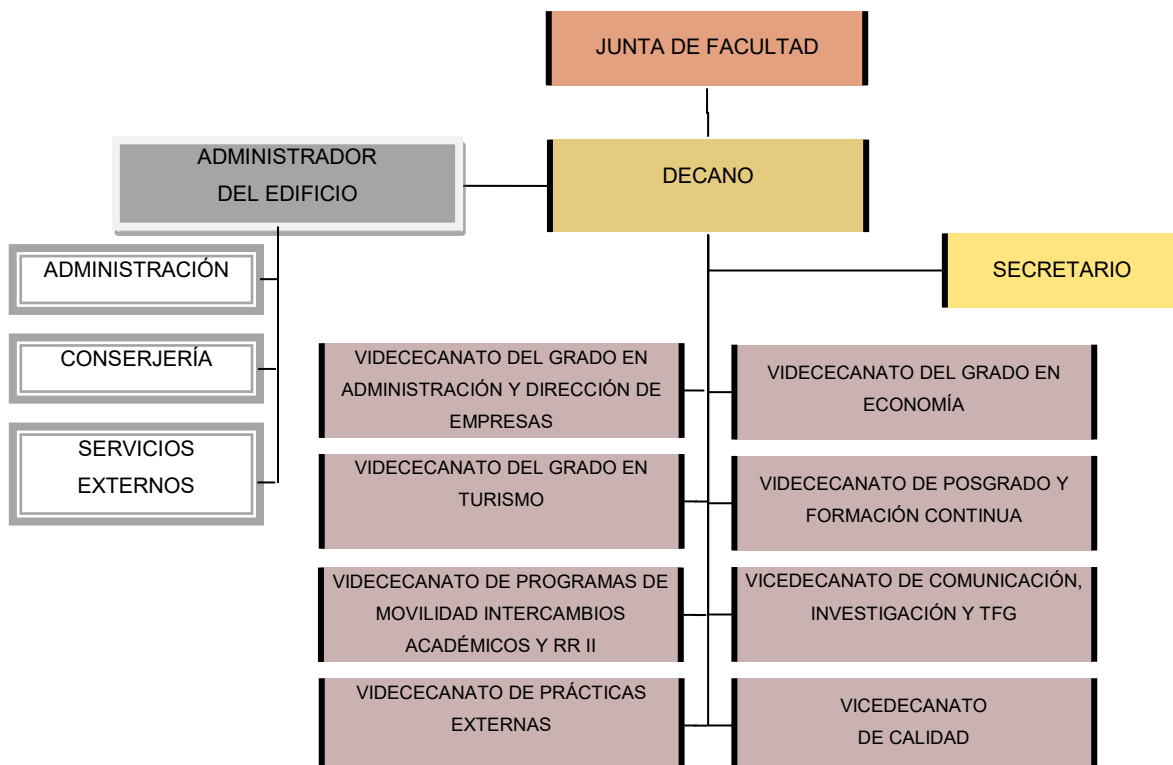 JUNTA DE FACULTAD
ADMINISTRADOR
DEL EDIFICIO
DECANO
SECRETARIO
ADMINISTRACIÓN
CONSERJERÍA
SERVICIOS
EXTERNOS
VIDECECANATO DEL GRADO EN
ADMINISTRACIÓN Y DIRECCIÓN DE
EMPRESAS
VIDECECANATO DEL GRADO EN
ECONOMÍA
VIDECECANATO DEL GRADO EN
TURISMO
VIDECECANATO DE POSGRADO Y
FORMACIÓN CONTINUA
VIDECECANATO DE PROGRAMAS DE
MOVILIDAD INTERCAMBIOS
ACADÉMICOS Y RR II
VICEDECANATO DE COMUNICACIÓN,
INVESTIGACIÓN Y TFG
VIDECECANATO DE PRÁCTICAS
EXTERNAS
VICEDECANATO
DE CALIDAD